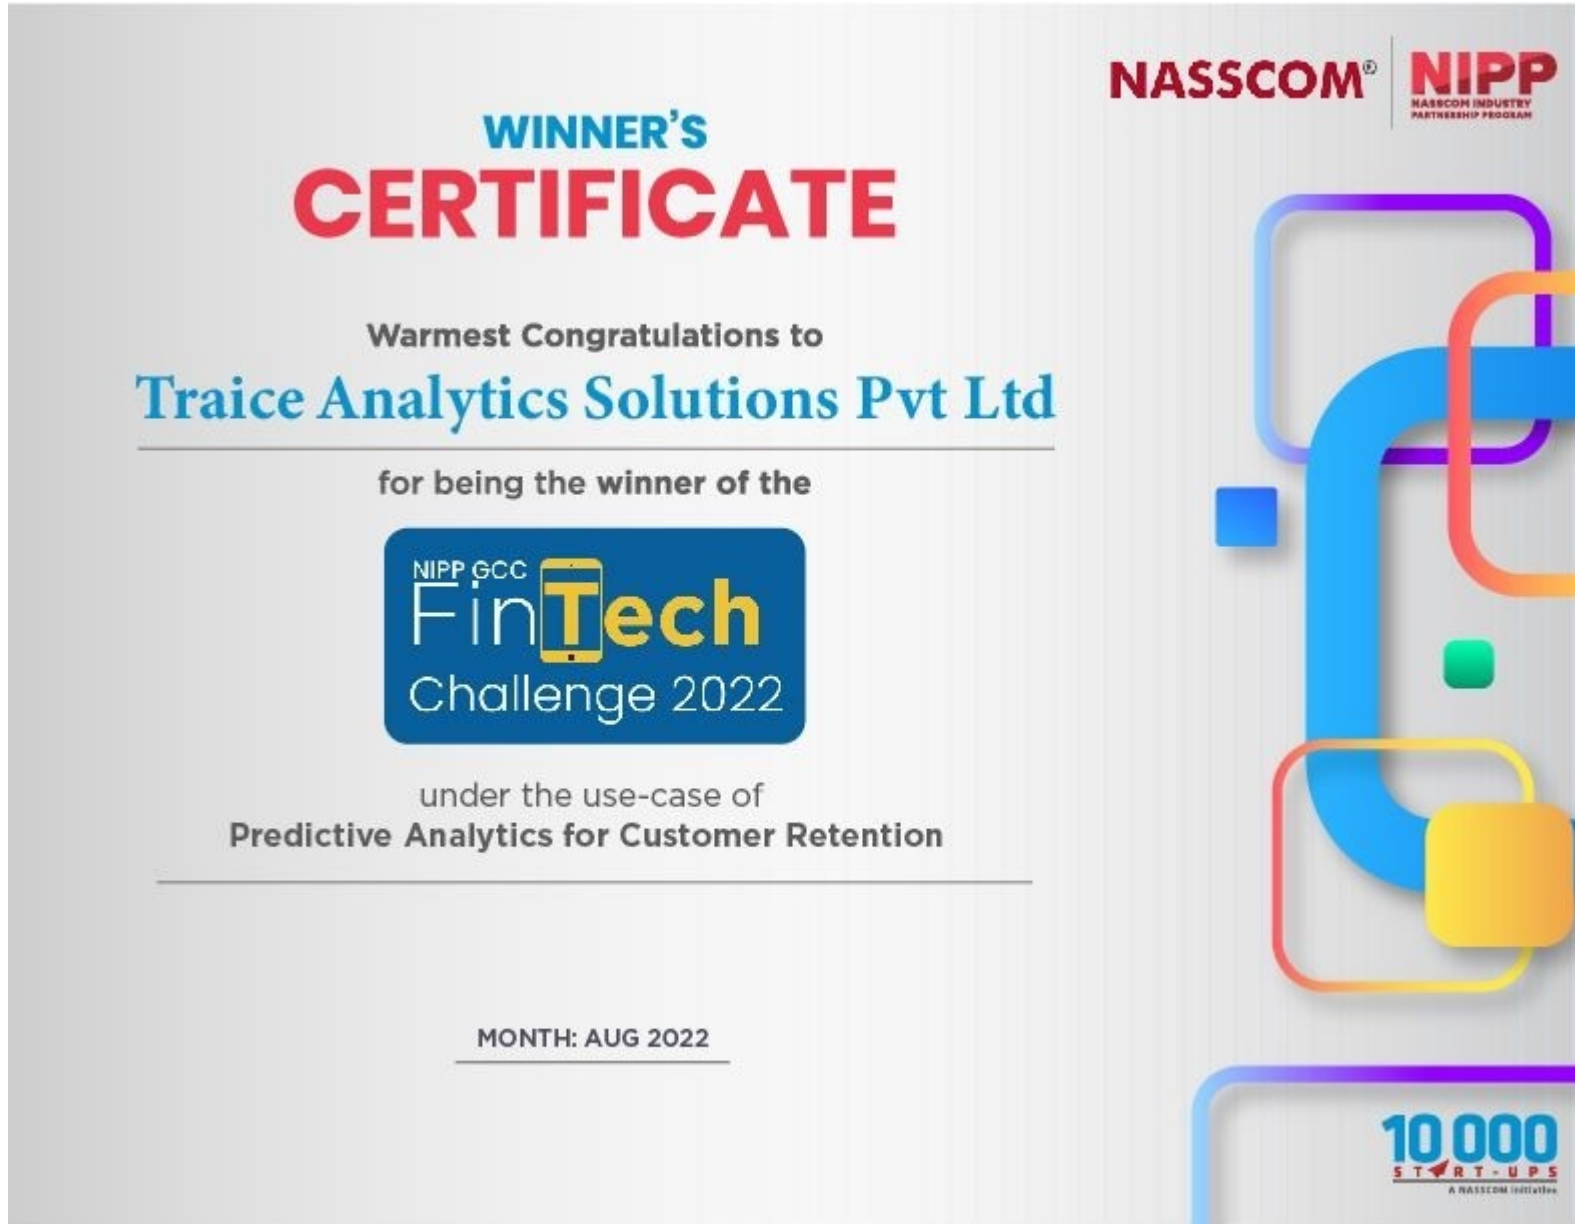 NASSCOM®
NIPP
NASSCOM INDUSTRY
PARTNERSHIP PROGRAM
WINNER'S
CERTIFICATE
Warmest Congratulations to
Traice Analytics Solutions Pvt Ltd
for being the winner of the
NIPP GCC
FinTech
Challenge 2022
under the use-case of
Predictive Analytics for Customer Retention
MONTH: AUG 2022
10 000
START-UPS
A NASSCOM Initiative